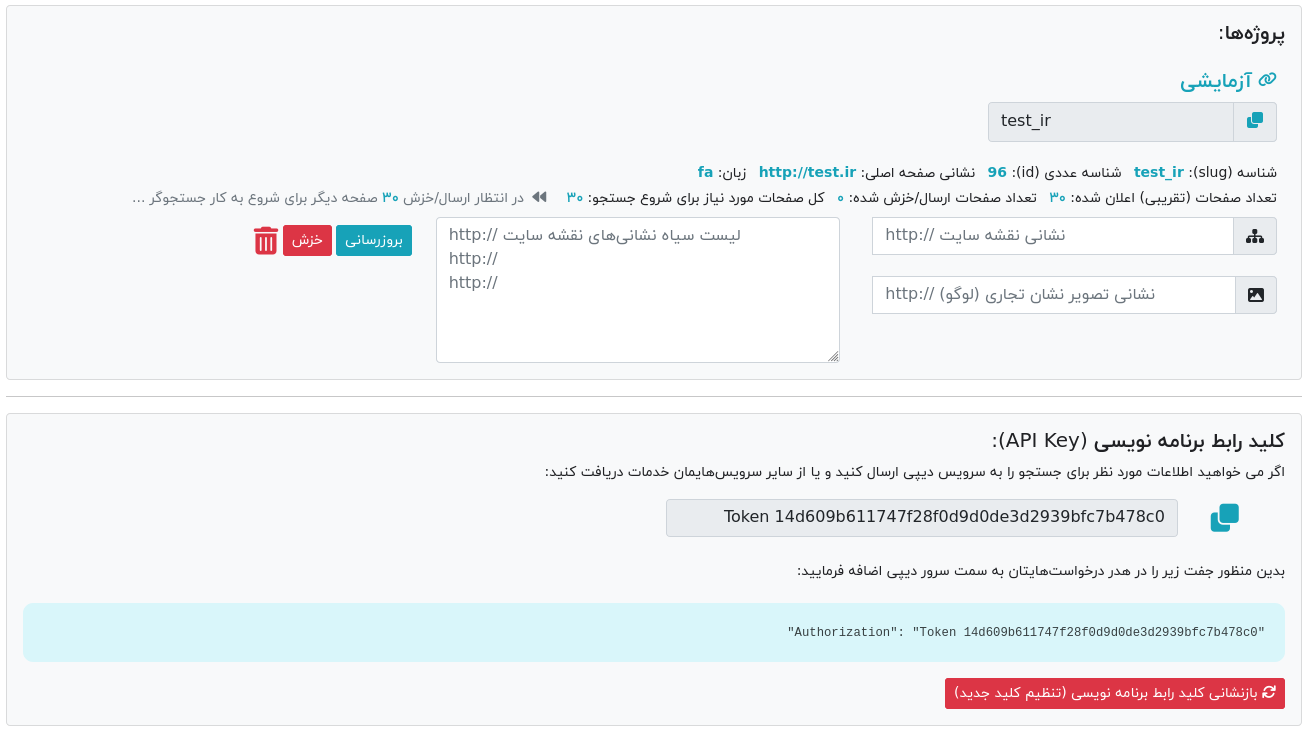 پروژه‌ها:
آزمایشی
test_ir
شناسه (slug): test_ir شناسه عددی (id): 96 نشانی صفحه اصلی: http://test.ir زبان: fa
تعداد صفحات (تقریبی) اعلان شده: ۳۰ تعداد صفحات ارسال/خزش شده: ۰ کل صفحات مورد نیاز برای شروع جستجو: ۳۰ در انتظار ارسال/خزش ۳۰ صفحه دیگر برای شروع به کار جستجوگر ...
نشانی نقشه سایت //:http
نشانی تصویر نشان تجاری (لوگو) //:http
لیست سیاه نشانی‌های نقشه سایت //:http
http://
http://
بروزرسانی
خزش
کلید رابط برنامه نویسی (API Key):
اگر می خواهید اطلاعات مورد نظر برای جستجو را به سرویس دیپی ارسال کنید و یا از سایر سرویس‌هایمان خدمات دریافت کنید:
Token 14d609b611747f28f0d9d0de3d2939bfc7b478c0
بدین منظور جفت زیر را در هدر درخواست‌هایتان به سمت سرور دیپی اضافه فرمایید:
"Authorization": "Token 14d609b611747f28f0d9d0de3d2939bfc7b478c0"
بازنشانی کلید رابط برنامه نویسی (تنظیم کلید جدید)